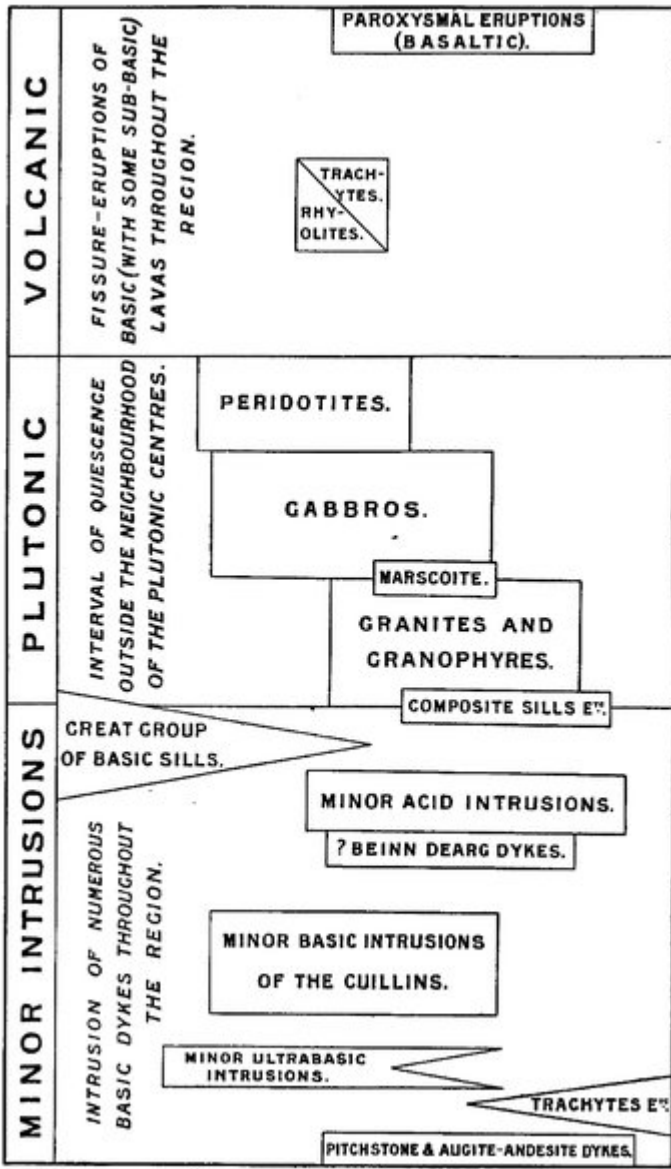 VOLCANIC
FISSURE-ERUPTIONS OF
BASIC (WITH SOME SUB-BASIC)
LAVAS THROUGHOUT THE
REGION.
PAROXYSMAL ERUPTIONS
(BASALTIC).
TRACH-
YTES.
RHY-
OLITES.
PLUTONIC
INTERVAL OF QUIESCENCE
OUTSIDE THE NEIGHBOURHOOD
OF THE PLUTONIC CENTRES.
PERIDOTITES.
GABBROS.
MARSCOITE.
GRANITES AND
GRANOPHYRES.
COMPOSITE SILLS ETC.
MINOR INTRUSIONS
GREAT GROUP
OF BASIC SILLS.
INTRUSION OF NUMEROUS
BASIC DYKES THROUGHOUT
THE REGION.
MINOR ACID INTRUSIONS.
? BEINN DEARG DYKES.
MINOR BASIC INTRUSIONS
OF THE CUILLINS.
MINOR ULTRABASIC
INTRUSIONS.
TRACHYTES ETC.
PITCHSTONE & AUGITE-ANDESITE DYKES.